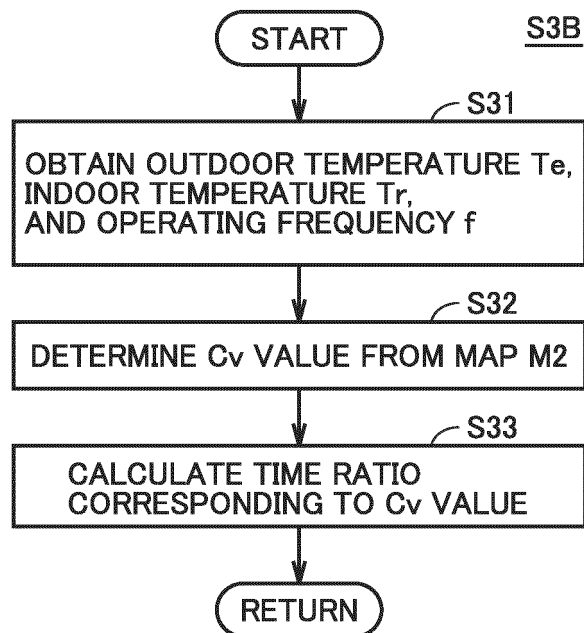 START
S3B
S31
OBTAIN OUTDOOR TEMPERATURE Te,
INDOOR TEMPERATURE Tr,
AND OPERATING FREQUENCY f
S32
DETERMINE Cv VALUE FROM MAP M2
S33
CALCULATE TIME RATIO
CORRESPONDING TO Cv VALUE
RETURN